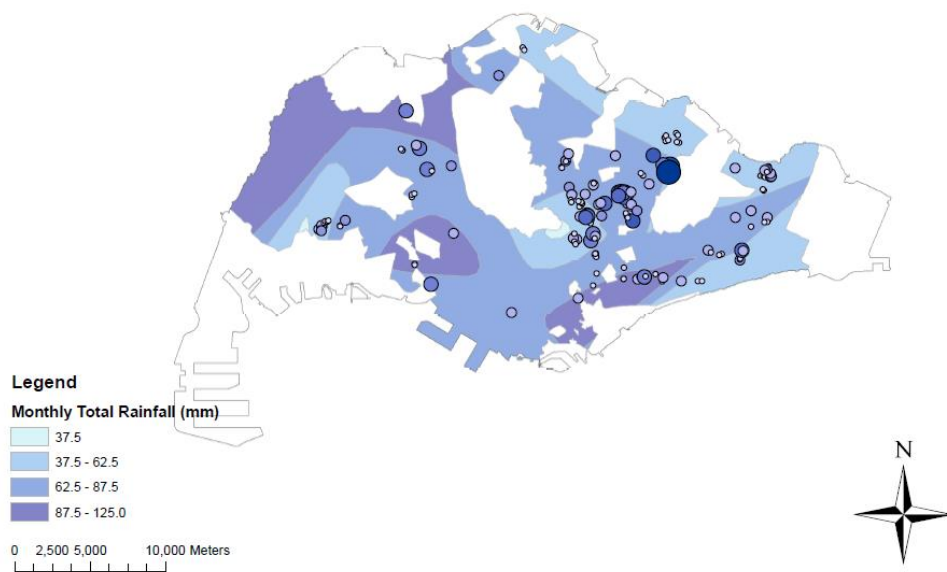 N
Legend
Monthly Total Rainfall (mm)
37.5
37.5 - 62.5
62.5 - 87.5
87.5 - 125.0
0 2,500 5,000 10,000 Meters